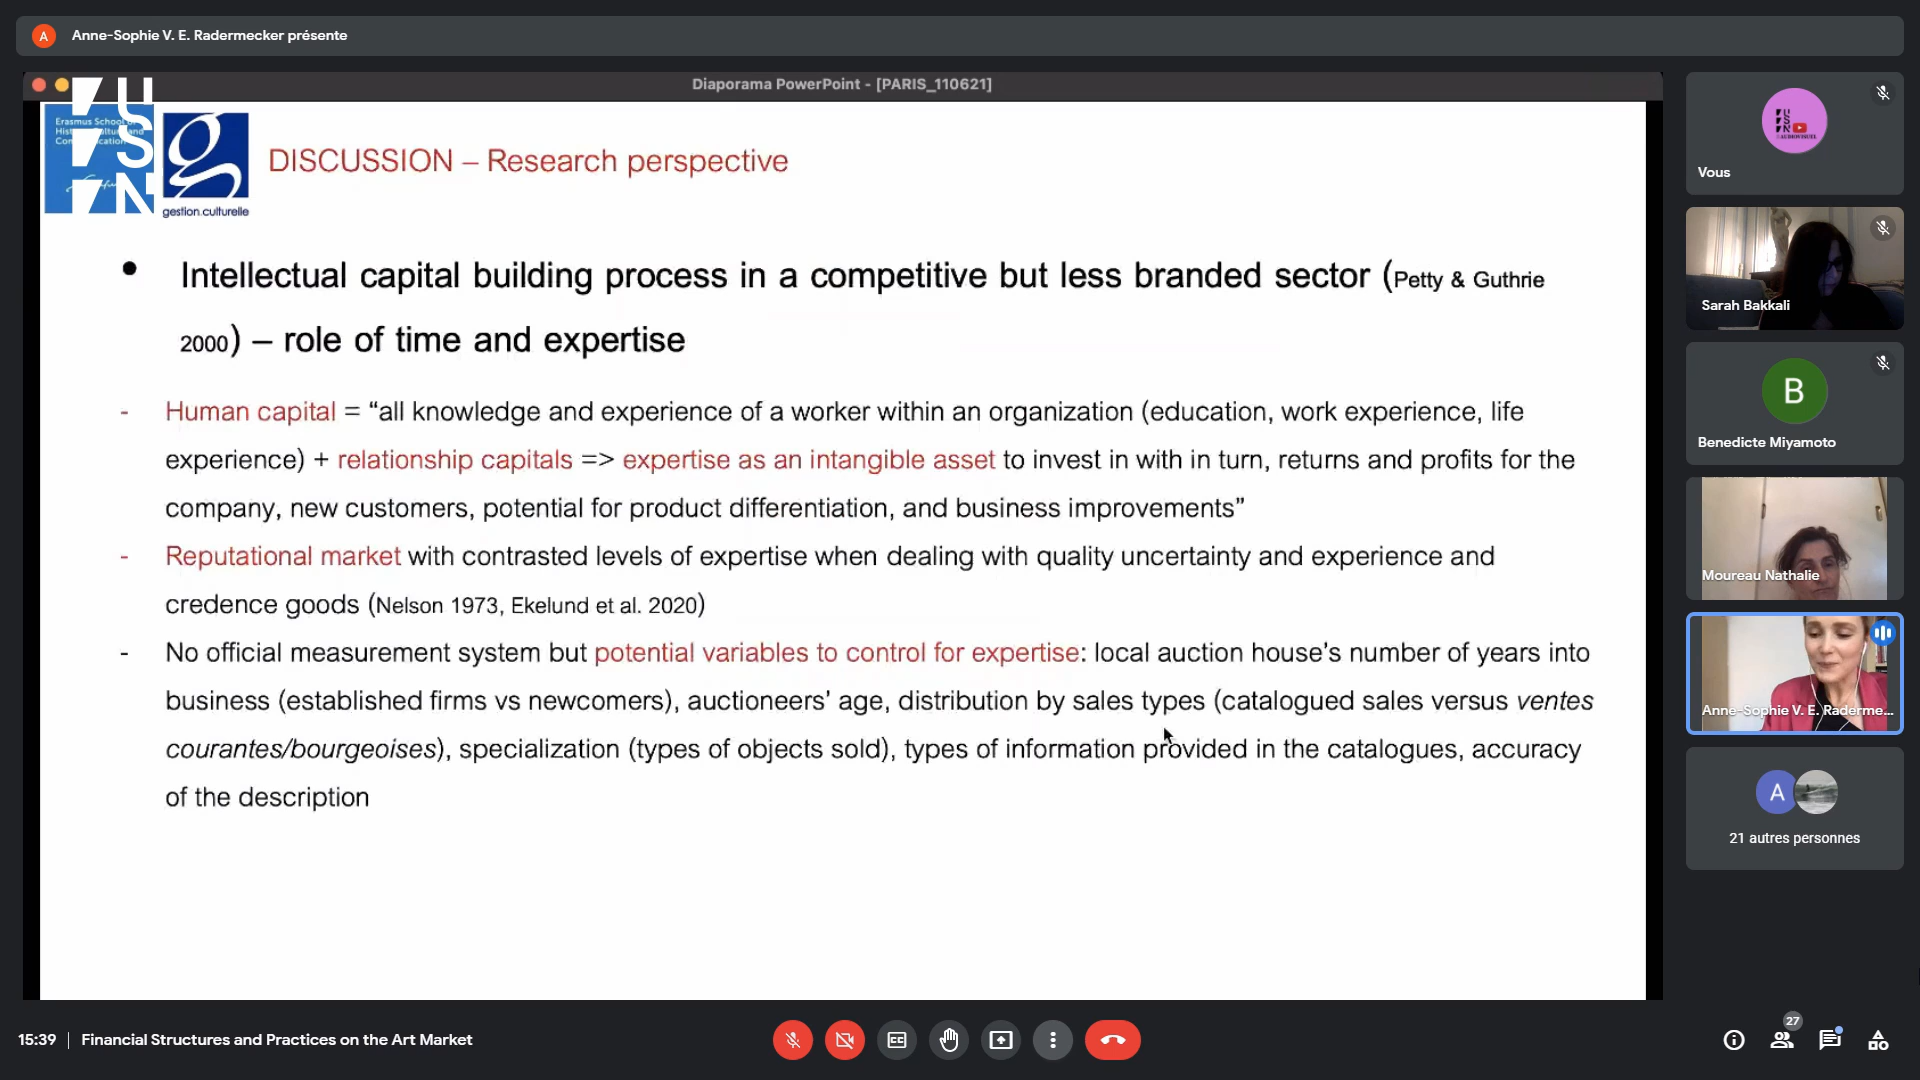 A Anne-Sophie V. E. Radermecker présente
Diaporama PowerPoint - [PARIS_110621]
Erasmus School
USN
gestion culturelle
DISCUSSION – Research perspective
• Intellectual capital building process in a competitive but less branded sector (Petty & Guthrie
2000) – role of time and expertise
- Human capital = “all knowledge and experience of a worker within an organization (education, work experience, life
experience) + relationship capitals => expertise as an intangible asset to invest in with in turn, returns and profits for the
company, new customers, potential for product differentiation, and business improvements”
- Reputational market with contrasted levels of expertise when dealing with quality uncertainty and experience and
credence goods (Nelson 1973, Ekelund et al. 2020)
- No official measurement system but potential variables to control for expertise: local auction house’s number of years into
business (established firms vs newcomers), auctioneers’ age, distribution by sales types (catalogued sales versus ventes
courantes/bourgeoises), specialization (types of objects sold), types of information provided in the catalogues, accuracy
of the description
Vous
Sarah Bakkali
B
Benedicte Miyamoto
Moureau Nathalie
Anne-Sophie V. E. Raderme...
A
21 autres personnes
15:39 | Financial Structures and Practices on the Art Market
27